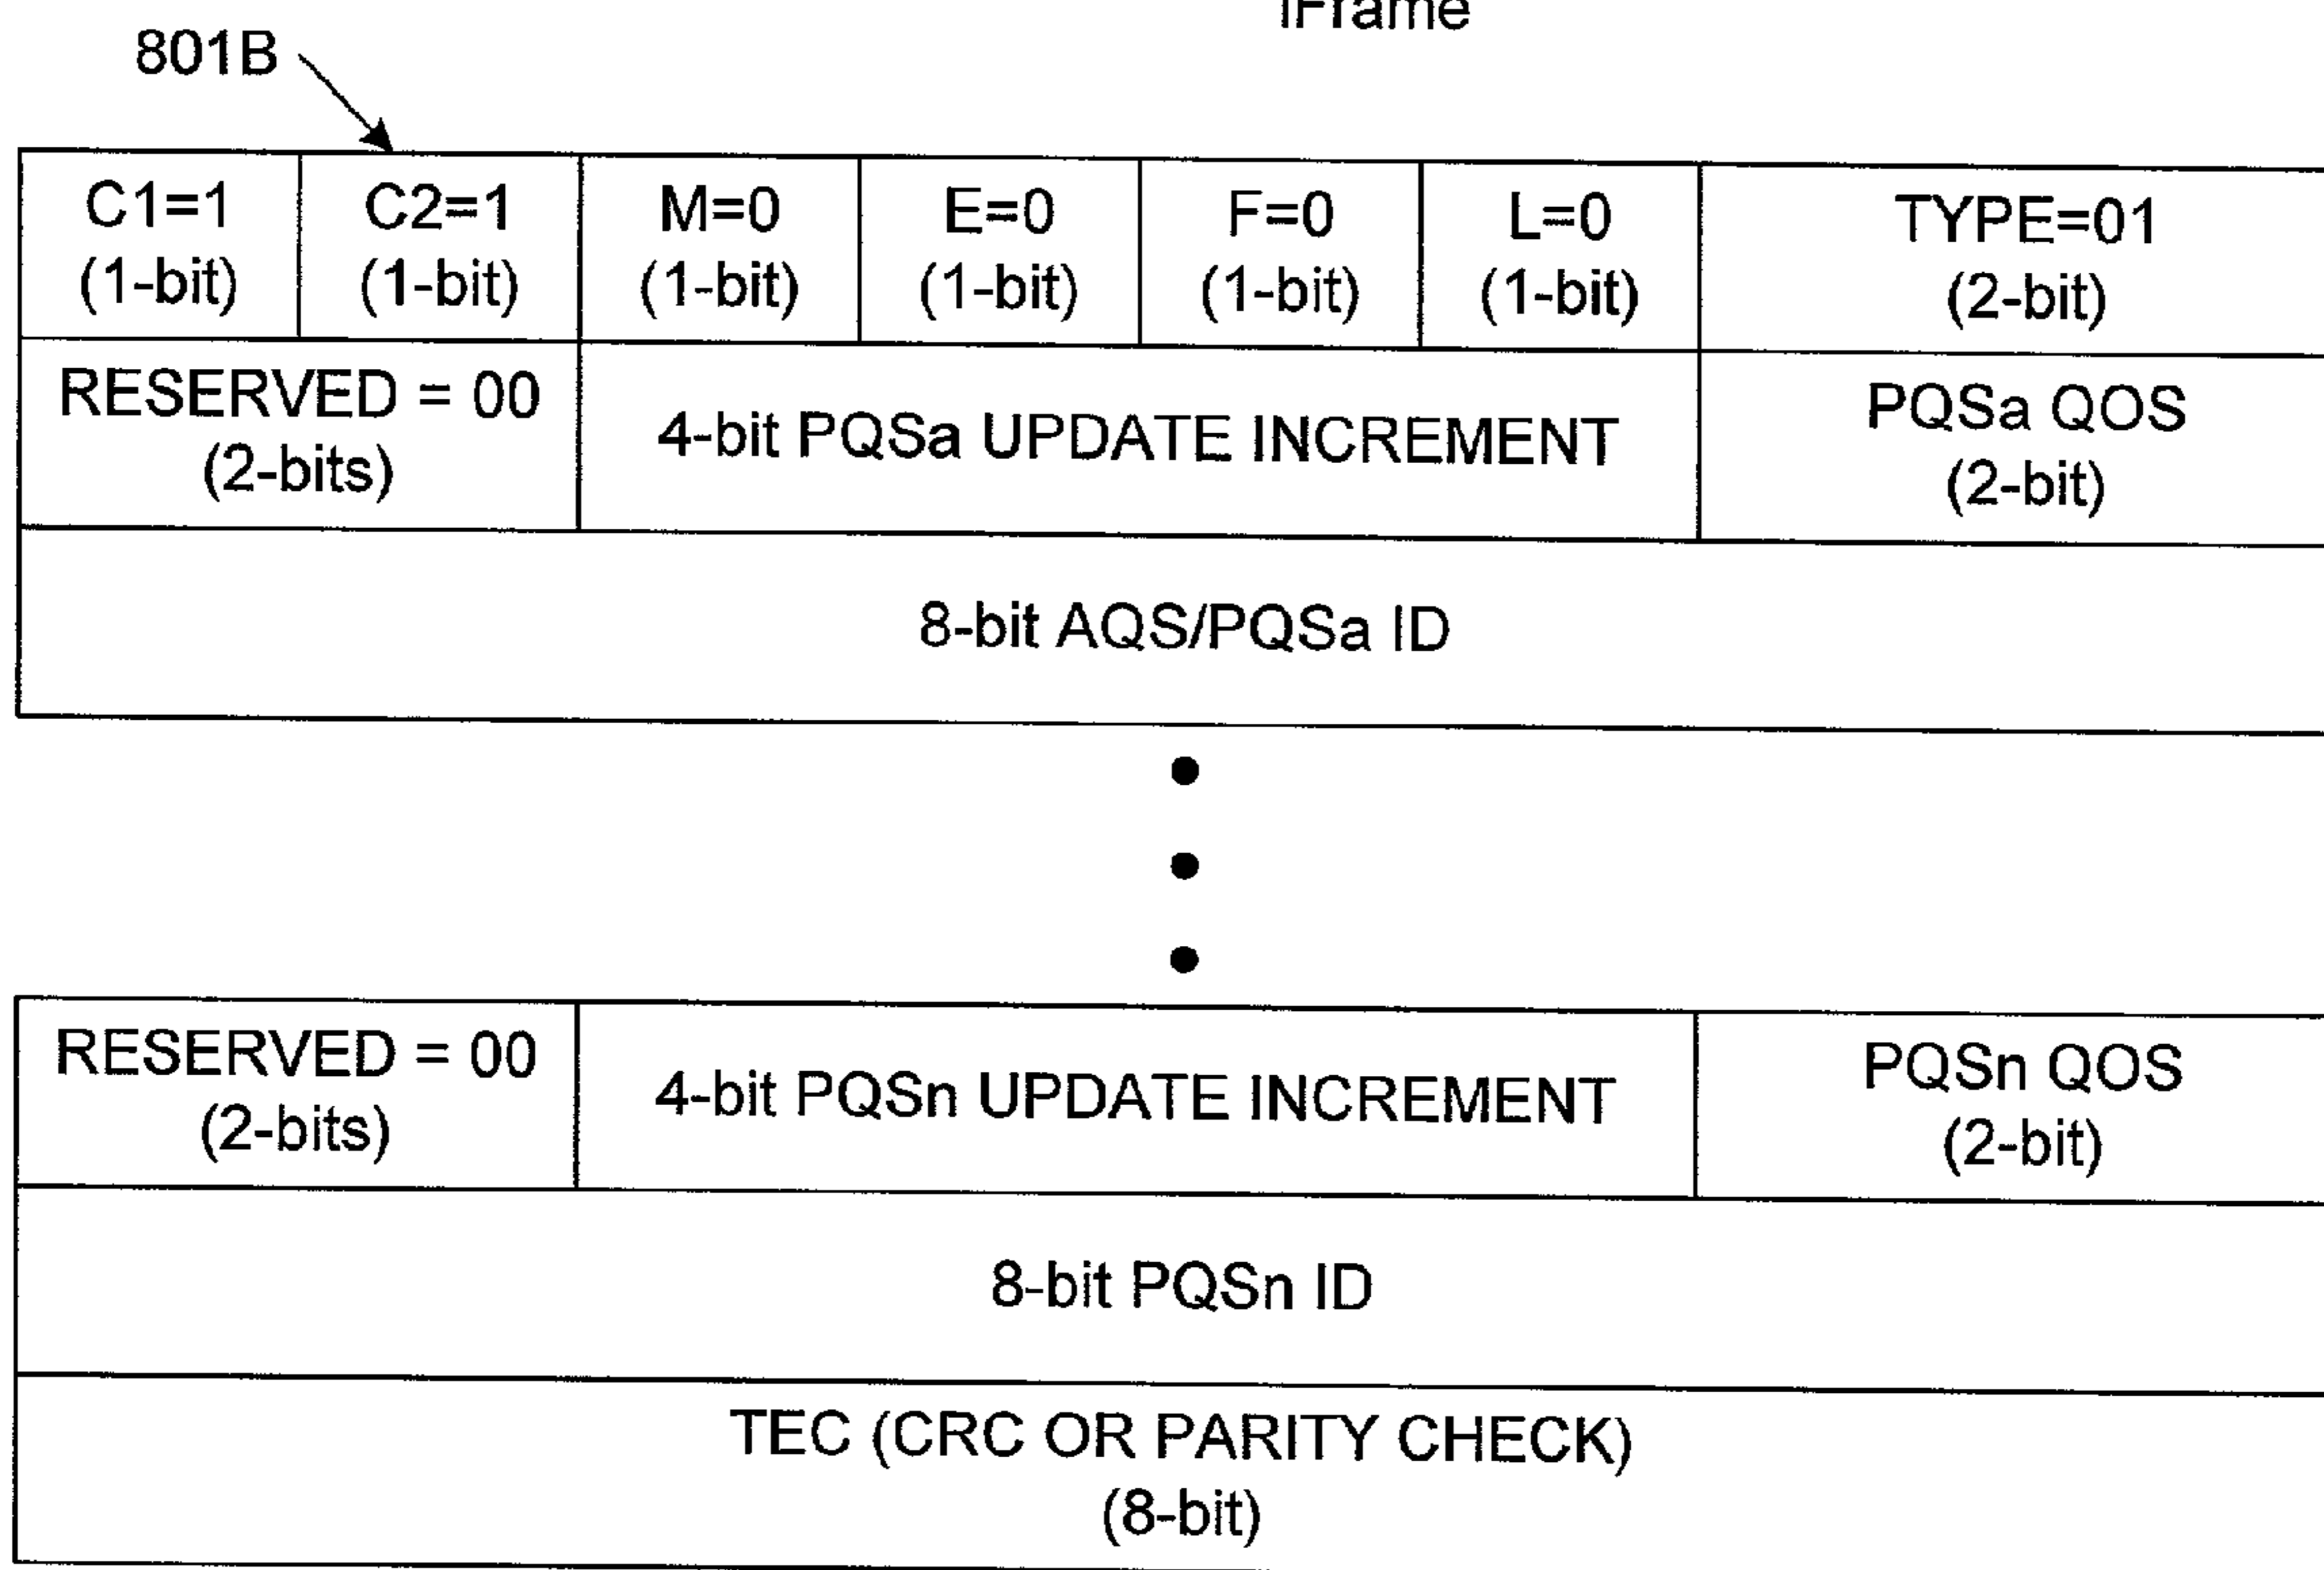 iFrame
801B
C1=1 C2=1 M=0 E=0 F=0 L=0 TYPE=01
(1-bit) (1-bit) (1-bit) (1-bit) (1-bit) (1-bit) (2-bit)
RESERVED = 00
(2-bits)
4-bit PQSa UPDATE INCREMENT
PQSa QOS
(2-bit)
8-bit AQS/PQSa ID
RESERVED = 00
(2-bits)
4-bit PQSn UPDATE INCREMENT
PQSn QOS
(2-bit)
8-bit PQSn ID
TEC (CRC OR PARITY CHECK)
(8-bit)